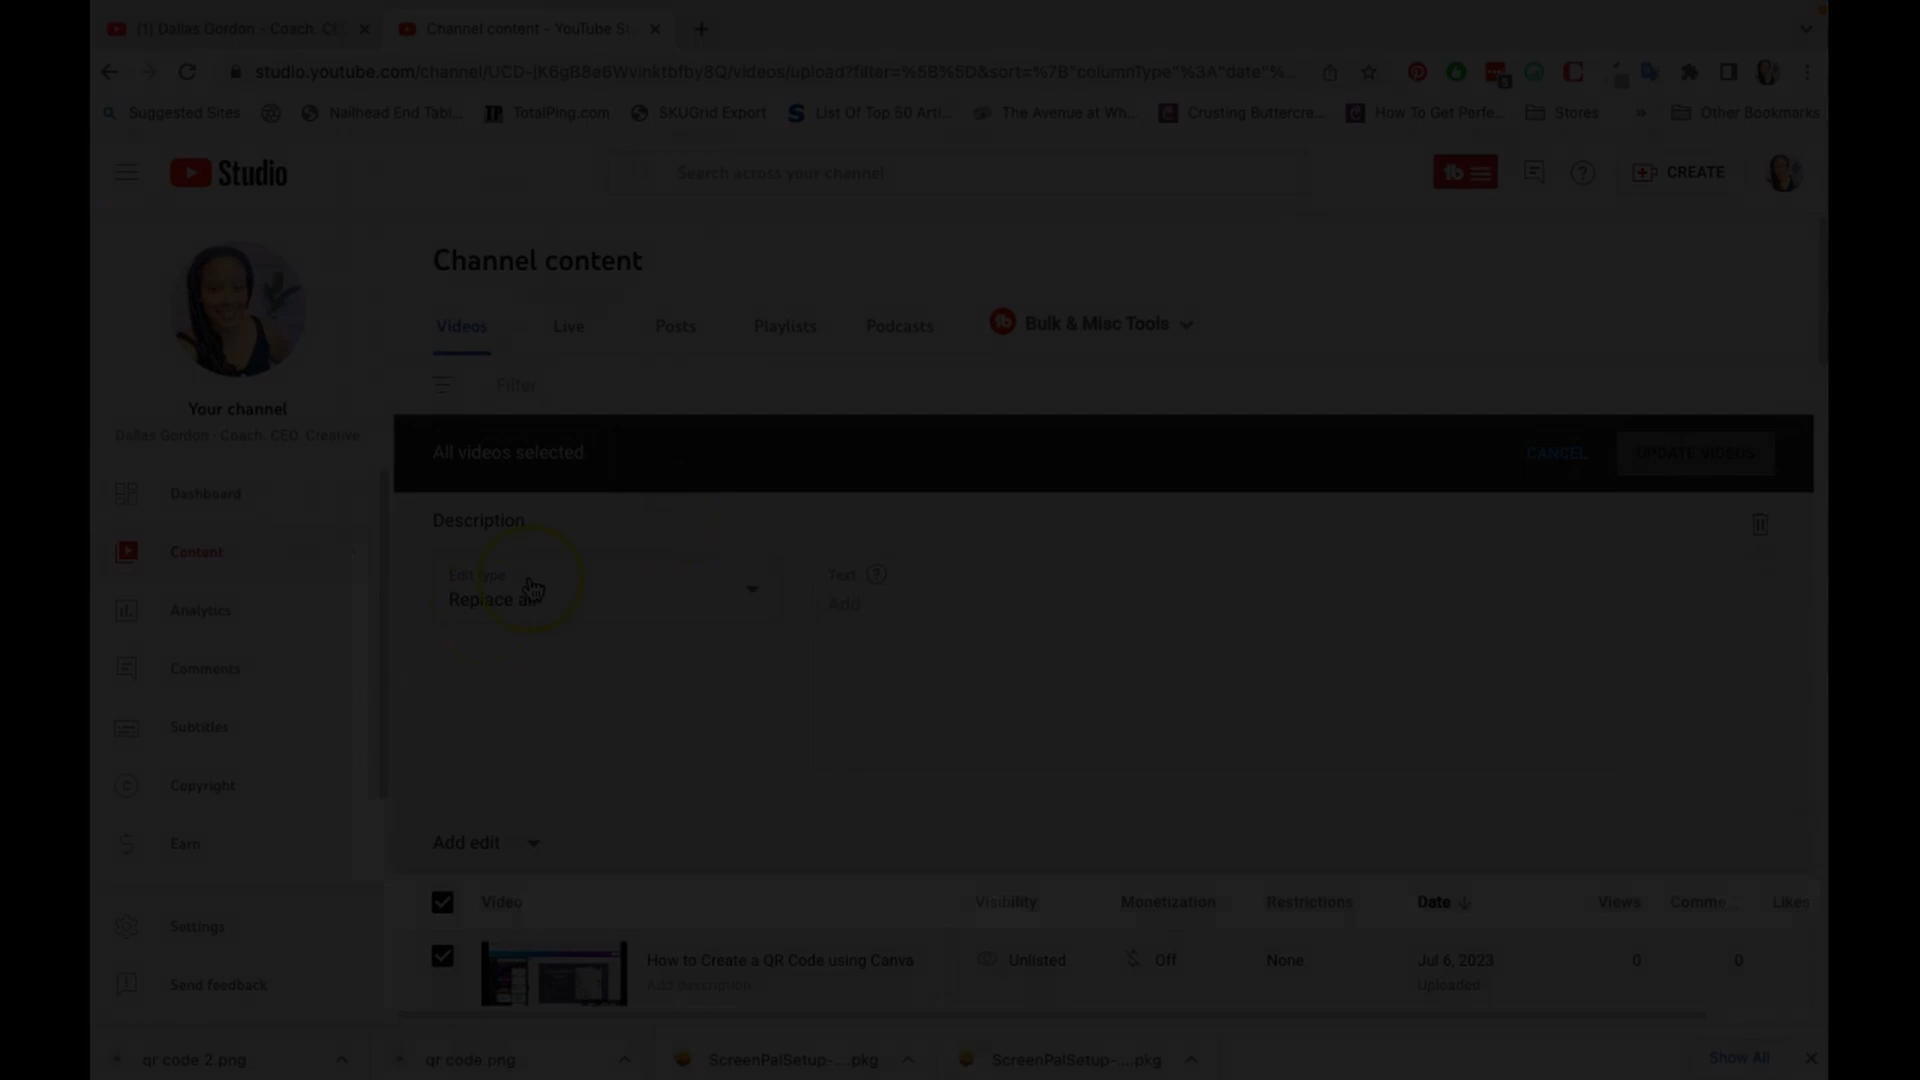 [1] Dallas Gordon - Coach. CE
Channel content - YouTube St
studio.youtube.com/channel/UCD-jK6gB8e6Wvinktbfby8Q/videos/upload?filter=%5B%5D&sort=%7B"columnType"%3A"date"%...
Suggested Sites
Nailhead End Tabl...
TotalPing.com
SKUGrid Export
List Of Top 50 Arti...
The Avenue at Wh...
Crusting Buttercre...
How To Get Perfe...
Stores
»
Other Bookmarks
Studio
Search across your channel
CREATE
Your channel
Dallas Gordon - Coach. CEO. Creative
Dashboard
Content
Analytics
Comments
Subtitles
Copyright
Earn
Settings
Send feedback
Channel content
Videos
Live
Posts
Playlists
Podcasts
Bulk & Misc Tools
Filter
All videos selected
CANCEL
UPDATE VIDEOS
Description
Edit type
Replace all
Text
Add
Add edit
Video
Visibility
Monetization
Restrictions
Date
Views
Comme...
Likes
How to Create a QR Code using Canva
Add description
Unlisted
Off
None
Jul 6, 2023
Uploaded
0
0
qr code 2.png
qr code.png
ScreenPalSetup-....pkg
ScreenPalSetup-....pkg
Show All